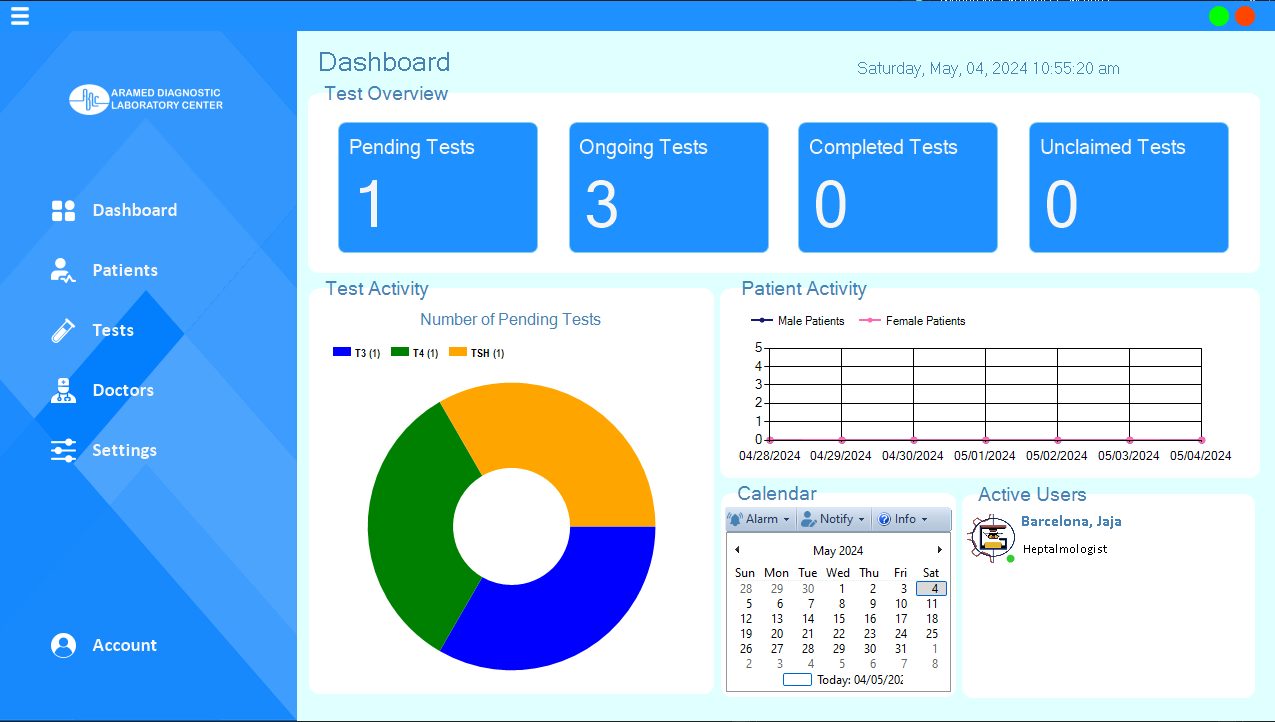 ARAMED DIAGNOSTIC
LABORATORY CENTER
Dashboard
Patients
Tests
Doctors
Settings
Account
Dashboard
Saturday, May, 04, 2024 10:55:20 am
Test Overview
Pending Tests
1
Ongoing Tests
3
Completed Tests
0
Unclaimed Tests
0
Test Activity
Number of Pending Tests
T3 (1) T4 (1) TSH (1)
Patient Activity
Male Patients Female Patients
5
4
3
2
1
0
04/28/2024 04/29/2024 04/30/2024 05/01/2024 05/02/2024 05/03/2024 05/04/2024
Calendar
Alarm Notify Info
May 2024
Sun Mon Tue Wed Thu Fri Sat
28 29 30 1 2 3 4
5 6 7 8 9 10 11
12 13 14 15 16 17 18
19 20 21 22 23 24 25
26 27 28 29 30 31 1
2 3 4 5 6 7 8
Today: 04/05/202
Active Users
Barcelona, Jaja
Heptalmologist